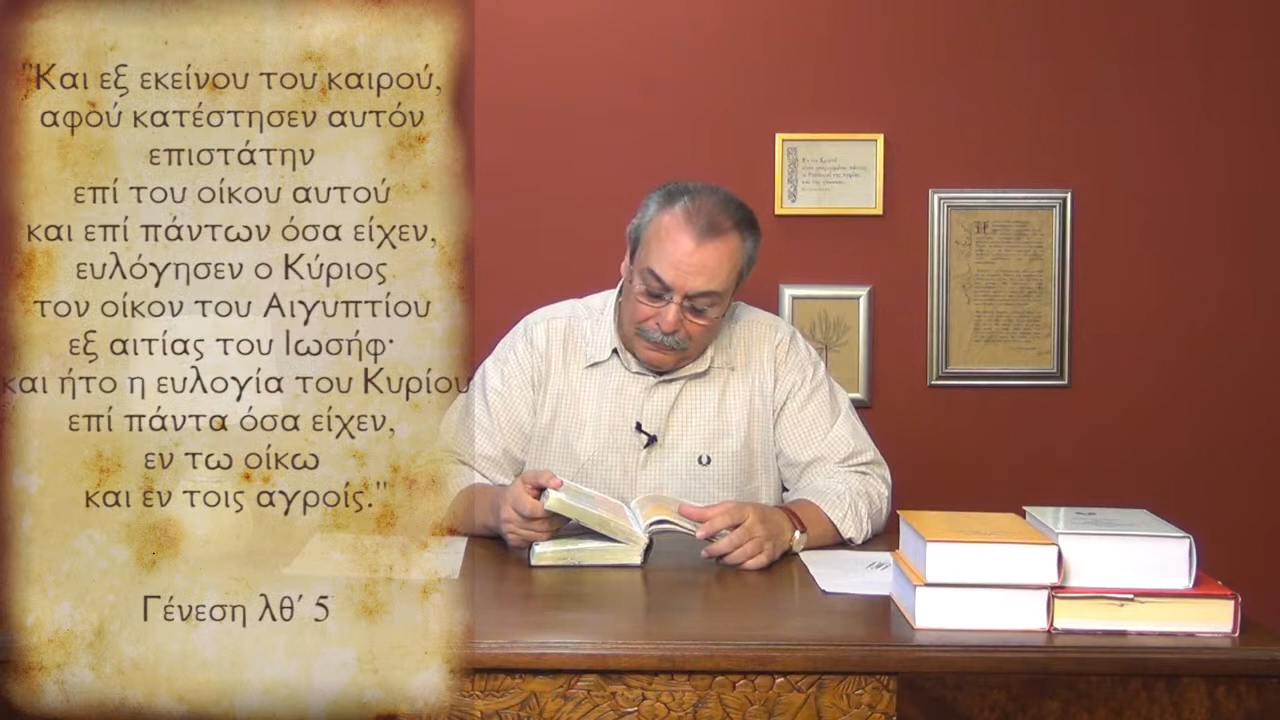 "Και εξ εκείνου του καιρού,
αφού κατέστησεν αυτόν
επιστάτην
επί του οίκου αυτού
και επί πάντων όσα είχεν,
ευλόγησεν ο Κύριος
τον οίκον του Αιγυπτίου
εξ αιτίας του Ιωσήφ·
και ήτο η ευλογία του Κυρίου
επί πάντα όσα είχεν,
εν τω οίκω
και εν τοις αγροίς."
Γένεση λθ΄ 5